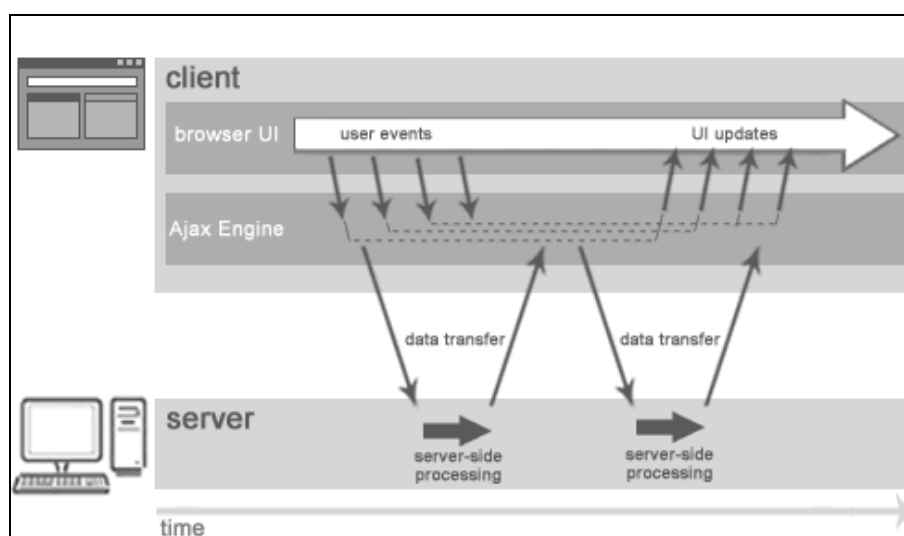 client
browser UI
user events
UI updates
Ajax Engine
data transfer
data transfer
server
server-side
processing
server-side
processing
time